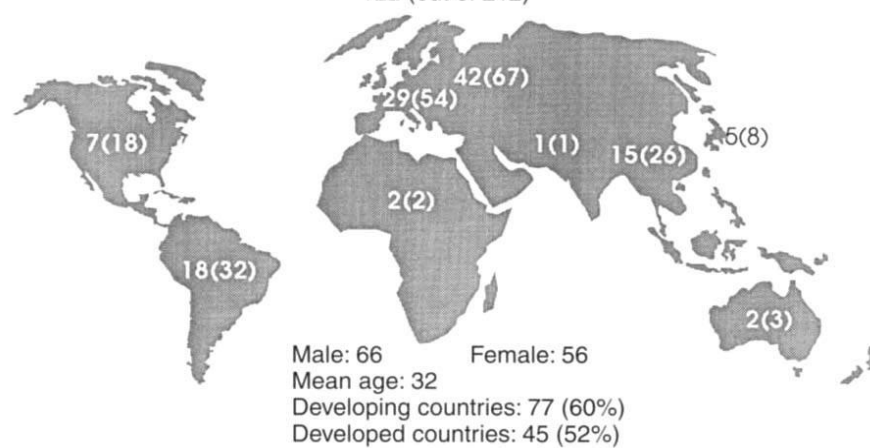 42(67)
29(54)
7(18)
1(1)
15(26)
5(8)
2(2)
18(32)
2(3)
Male: 66 Female: 56
Mean age: 32
Developing countries: 77 (60%)
Developed countries: 45 (52%)